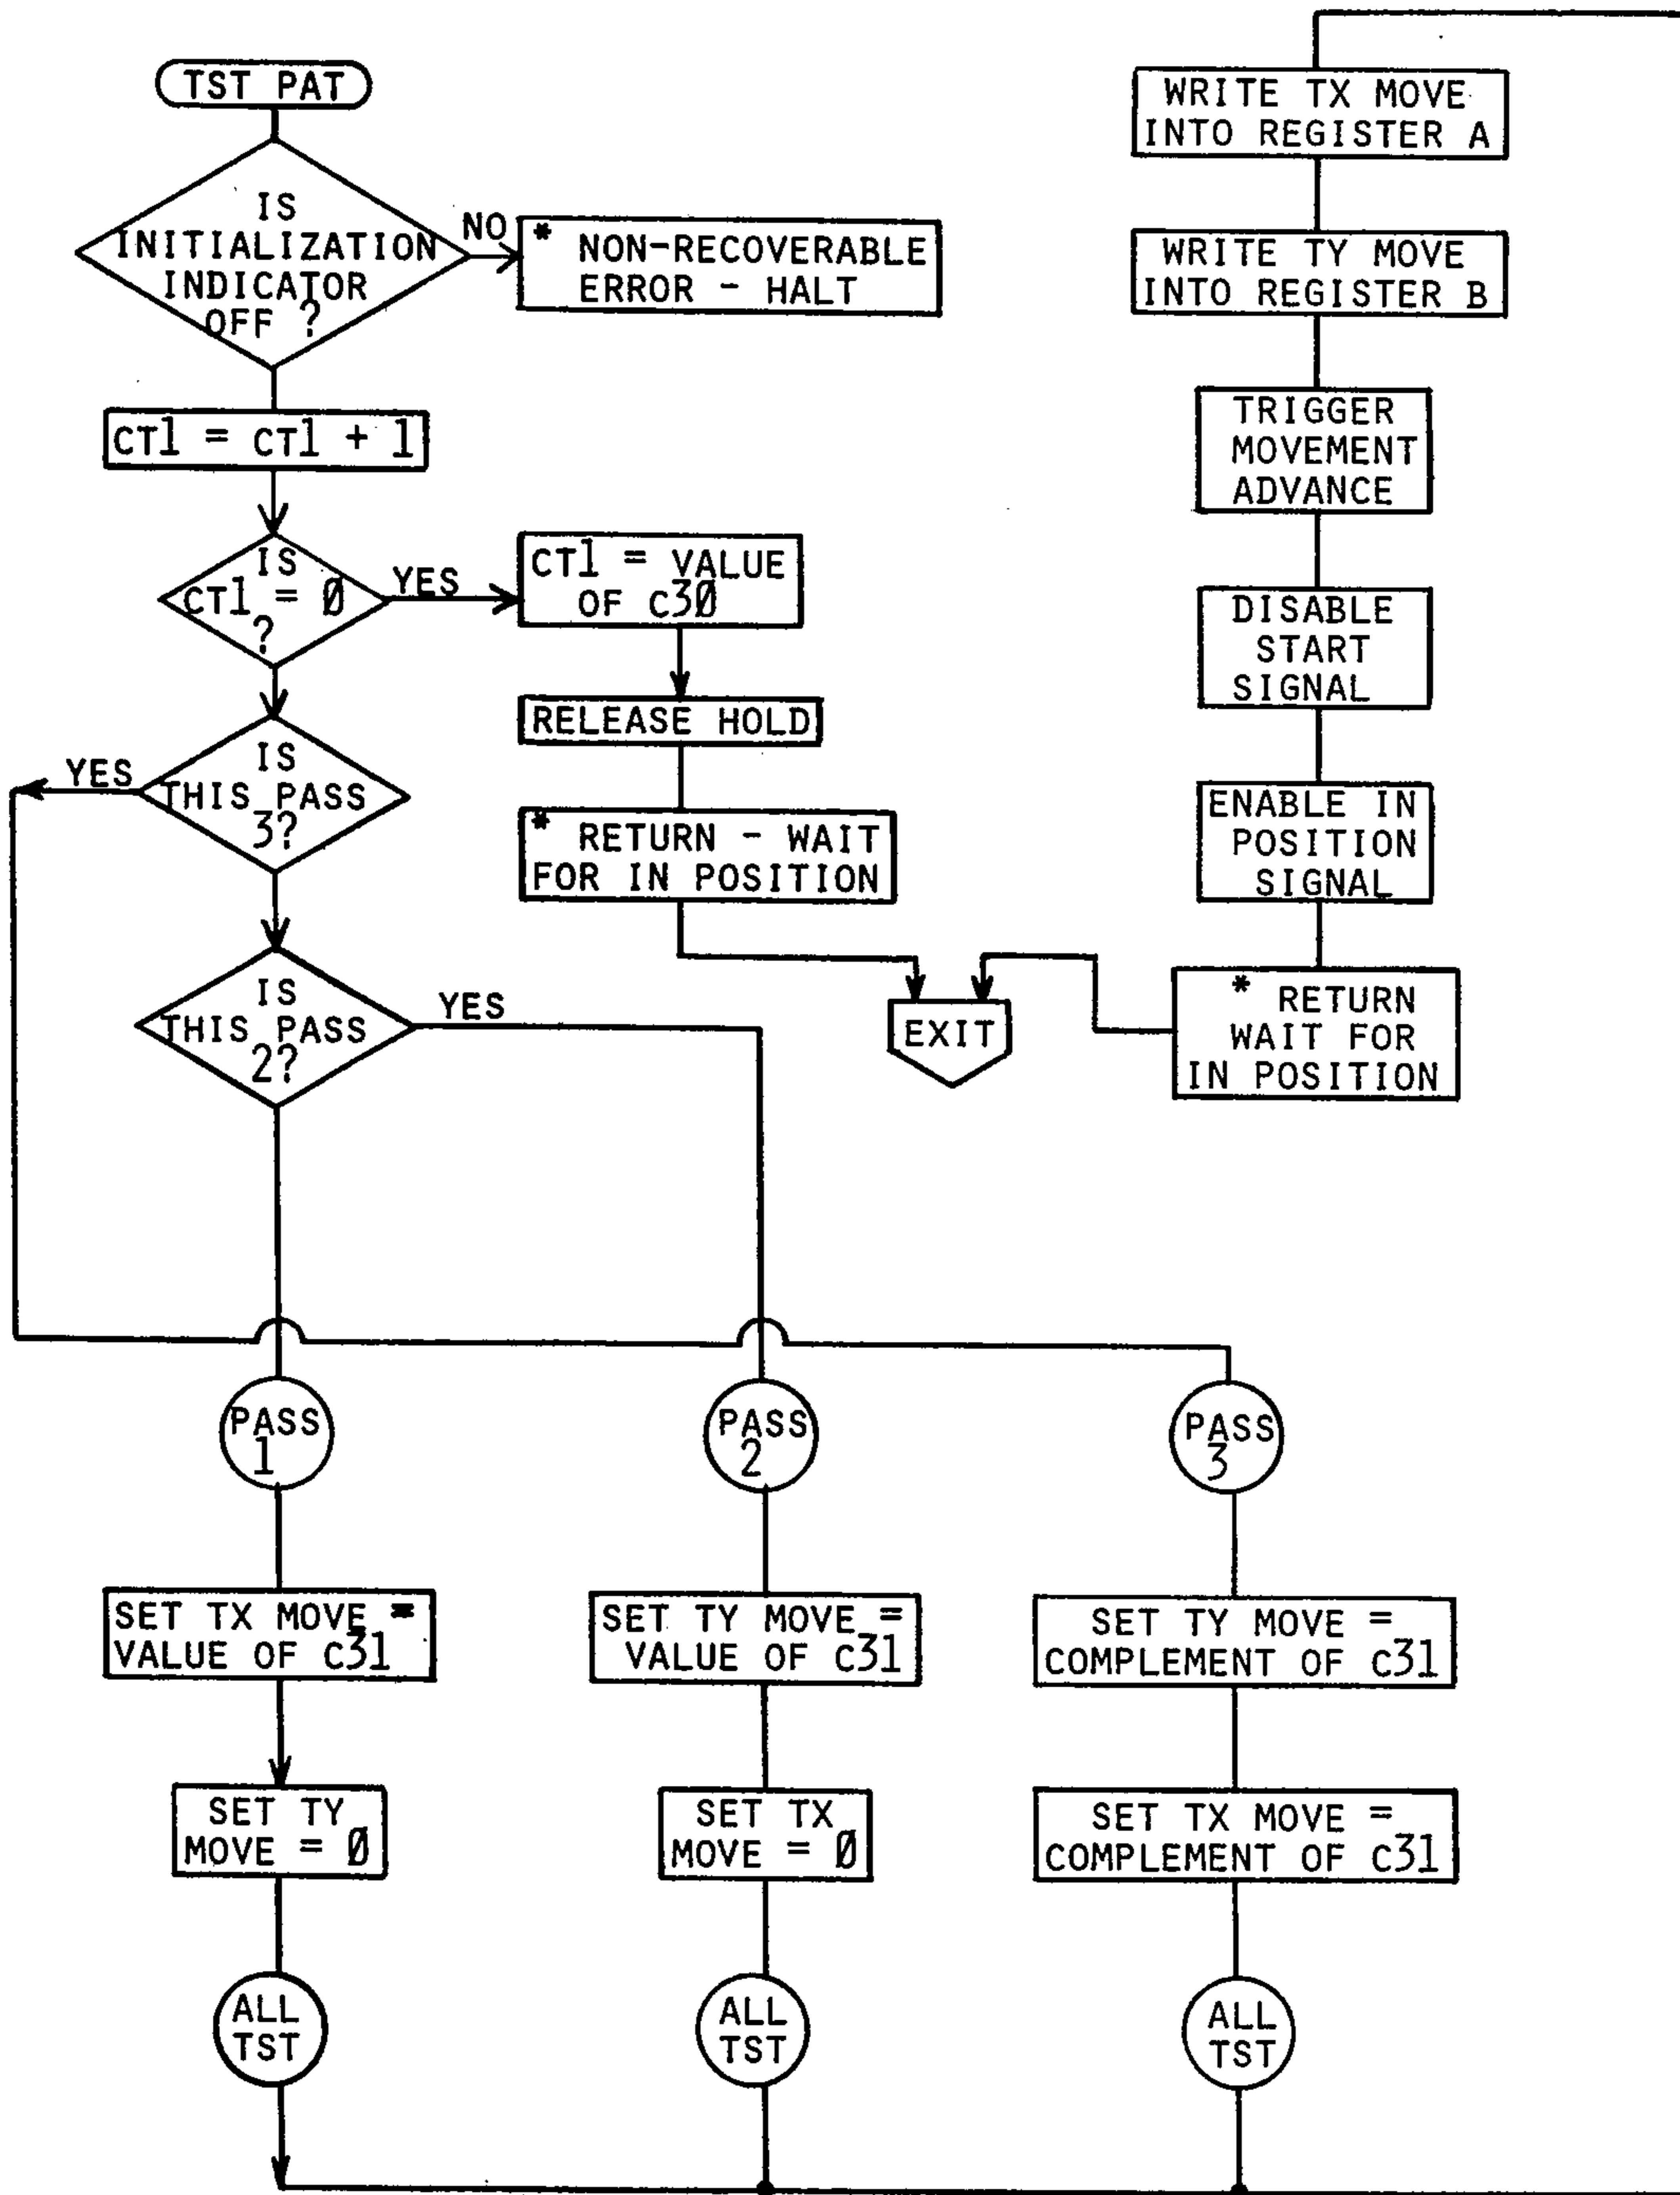 TST PAT
IS
INITIALIZATION
INDICATOR
OFF ?
NO
* NON-RECOVERABLE
ERROR - HALT
CT1 = CT1 + 1
IS
CT1 = Ø
?
YES
CT1 = VALUE
OF C3Ø
RELEASE HOLD
* RETURN - WAIT
FOR IN POSITION
IS
THIS PASS
3?
YES
IS
THIS PASS
2?
YES
EXIT
WRITE TX MOVE
INTO REGISTER A
WRITE TY MOVE
INTO REGISTER B
TRIGGER
MOVEMENT
ADVANCE
DISABLE
START
SIGNAL
ENABLE IN
POSITION
SIGNAL
* RETURN
WAIT FOR
IN POSITION
PASS
1
SET TX MOVE =
VALUE OF C31
SET TY
MOVE = Ø
ALL
TST
PASS
2
SET TY MOVE =
VALUE OF C31
SET TX
MOVE = Ø
ALL
TST
PASS
3
SET TY MOVE =
COMPLEMENT OF C31
SET TX MOVE =
COMPLEMENT OF C31
ALL
TST